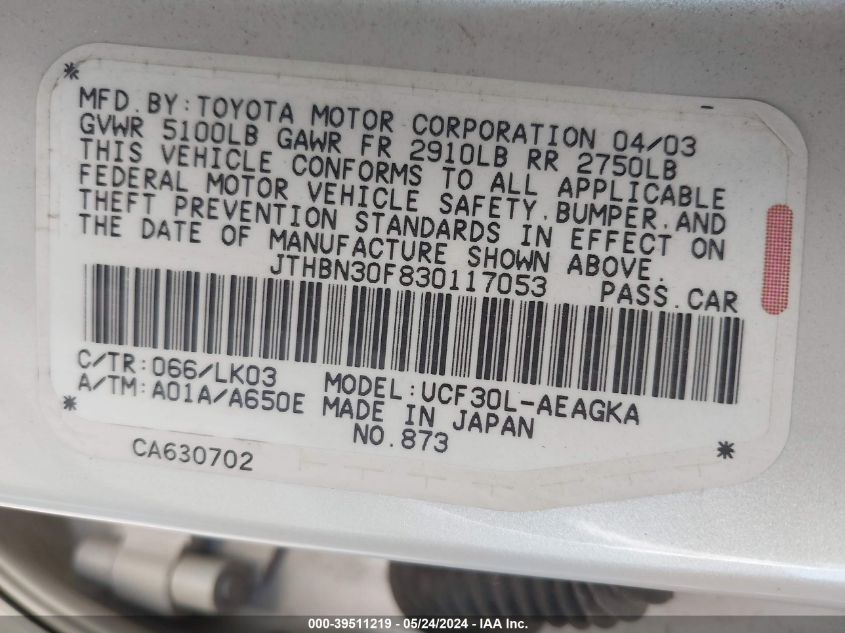 MFD.BY:TOYOTA MOTOR CORPORATION 04/03
GVWR 5100LB GAWR FR 2910LB RR 2750LB
THIS VEHICLE CONFORMS TO ALL APPLICABLE
FEDERAL MOTOR VEHICLE SAFETY,BUMPER,AND
THEFT PREVENTION STANDARDS IN EFFECT ON
THE DATE OF MANUFACTURE SHOWN ABOVE.
JTHBN30F830117053 PASS.CAR
C/TR:066/LK03 MODEL:UCF30L-AEAGKA
A/TM:A01A/A650E MADE IN JAPAN
NO.873
CA630702
000-39511219 - 05/24/2024 - IAA Inc.